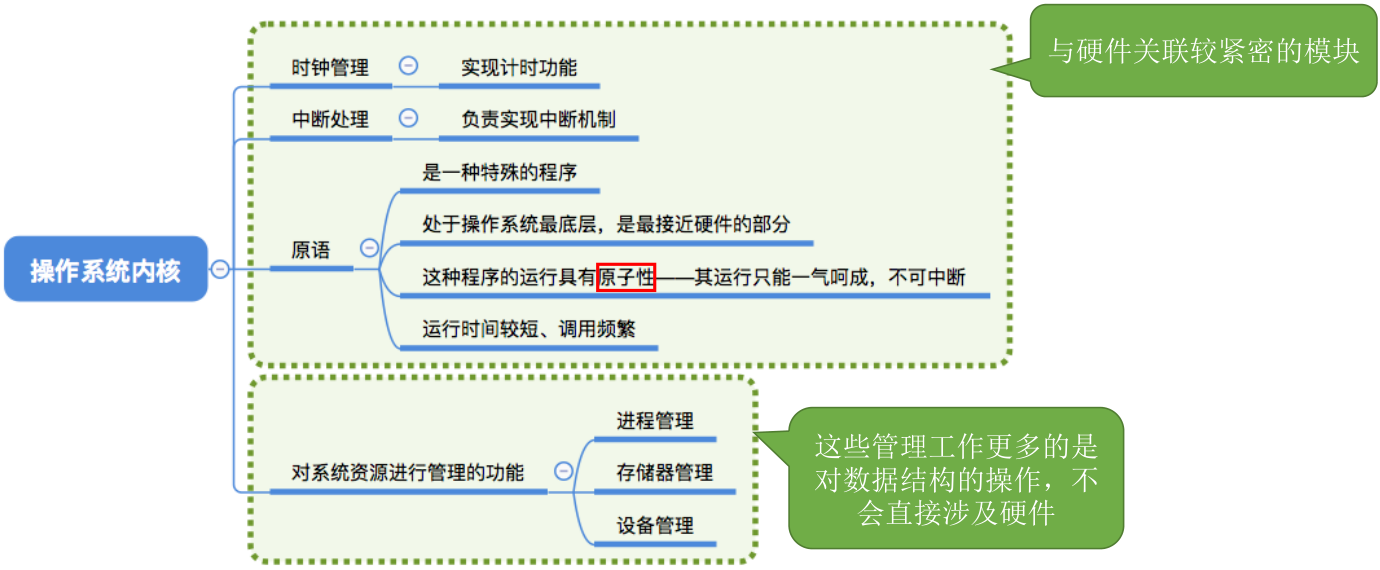 与硬件关联较紧密的模块
时钟管理
实现计时功能
中断处理
负责实现中断机制
是一种特殊的程序
处于操作系统最底层，是最接近硬件的部分
原语
操作系统内核
这种程序的运行具有原子性——其运行只能一气呵成，不可中断
运行时间较短、调用频繁
进程管理
对系统资源进行管理的功能
存储器管理
设备管理
这些管理工作更多的是
对数据结构的操作，不
会直接涉及硬件